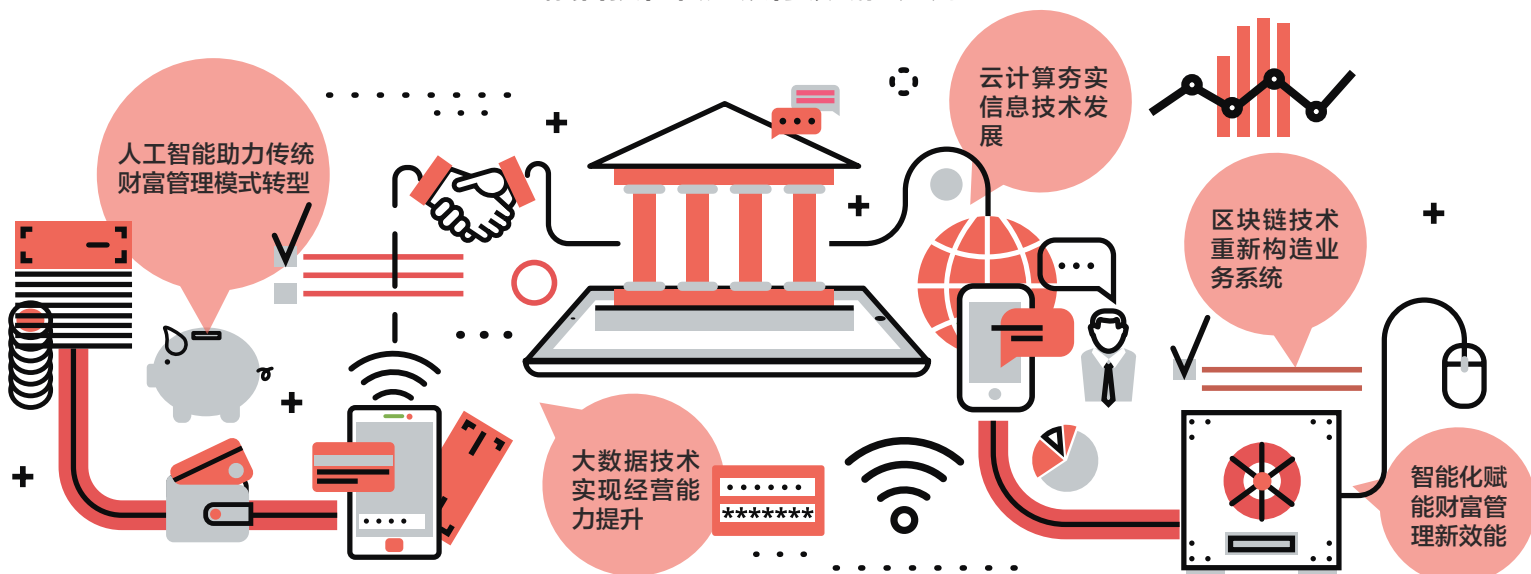 人工智能助力传统
财富管理模式转型
云计算夯实
信息技术发
展
区块链技术
重新构造业
务系统
大数据技术
实现经营能
力提升
*******
智能化赋
能财富管
理新效能